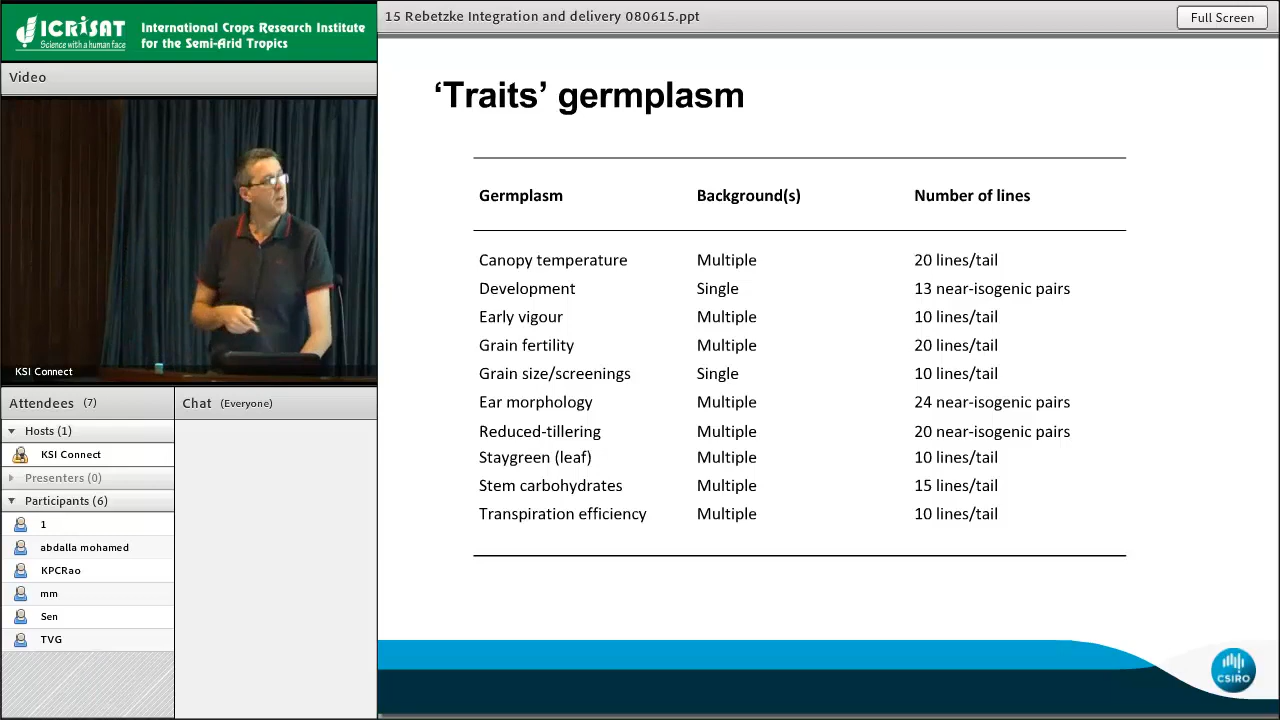 ICRISAT
Science with a human face
International Crops Research Institute
for the Semi-Arid Tropics
15 Rebetzke Integration and delivery 080615.ppt
Full Screen
Video
KSI Connect
Attendees (7)
Chat (Everyone)
Hosts (1)
KSI Connect
Presenters (0)
Participants (6)
1
abdalla mohamed
KPCRao
mm
Sen
TVG
‘Traits’ germplasm
Germplasm Background(s) Number of lines
Canopy temperature Multiple 20 lines/tail
Development Single 13 near-isogenic pairs
Early vigour Multiple 10 lines/tail
Grain fertility Multiple 20 lines/tail
Grain size/screenings Single 10 lines/tail
Ear morphology Multiple 24 near-isogenic pairs
Reduced-tillering Multiple 20 near-isogenic pairs
Staygreen (leaf) Multiple 10 lines/tail
Stem carbohydrates Multiple 15 lines/tail
Transpiration efficiency Multiple 10 lines/tail
CSIRO